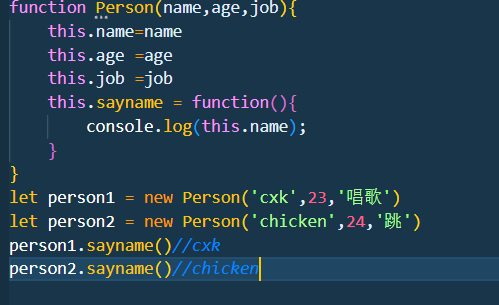 function Person(name,age,job){
    this.name=name
    this.age =age
    this.job =job
    this.sayname = function(){
        console.log(this.name);
    }
}
let person1 = new Person('cxk',23,'唱歌')
let person2 = new Person('chicken',24,'跳')
person1.sayname()//cxk
person2.sayname()//chicken